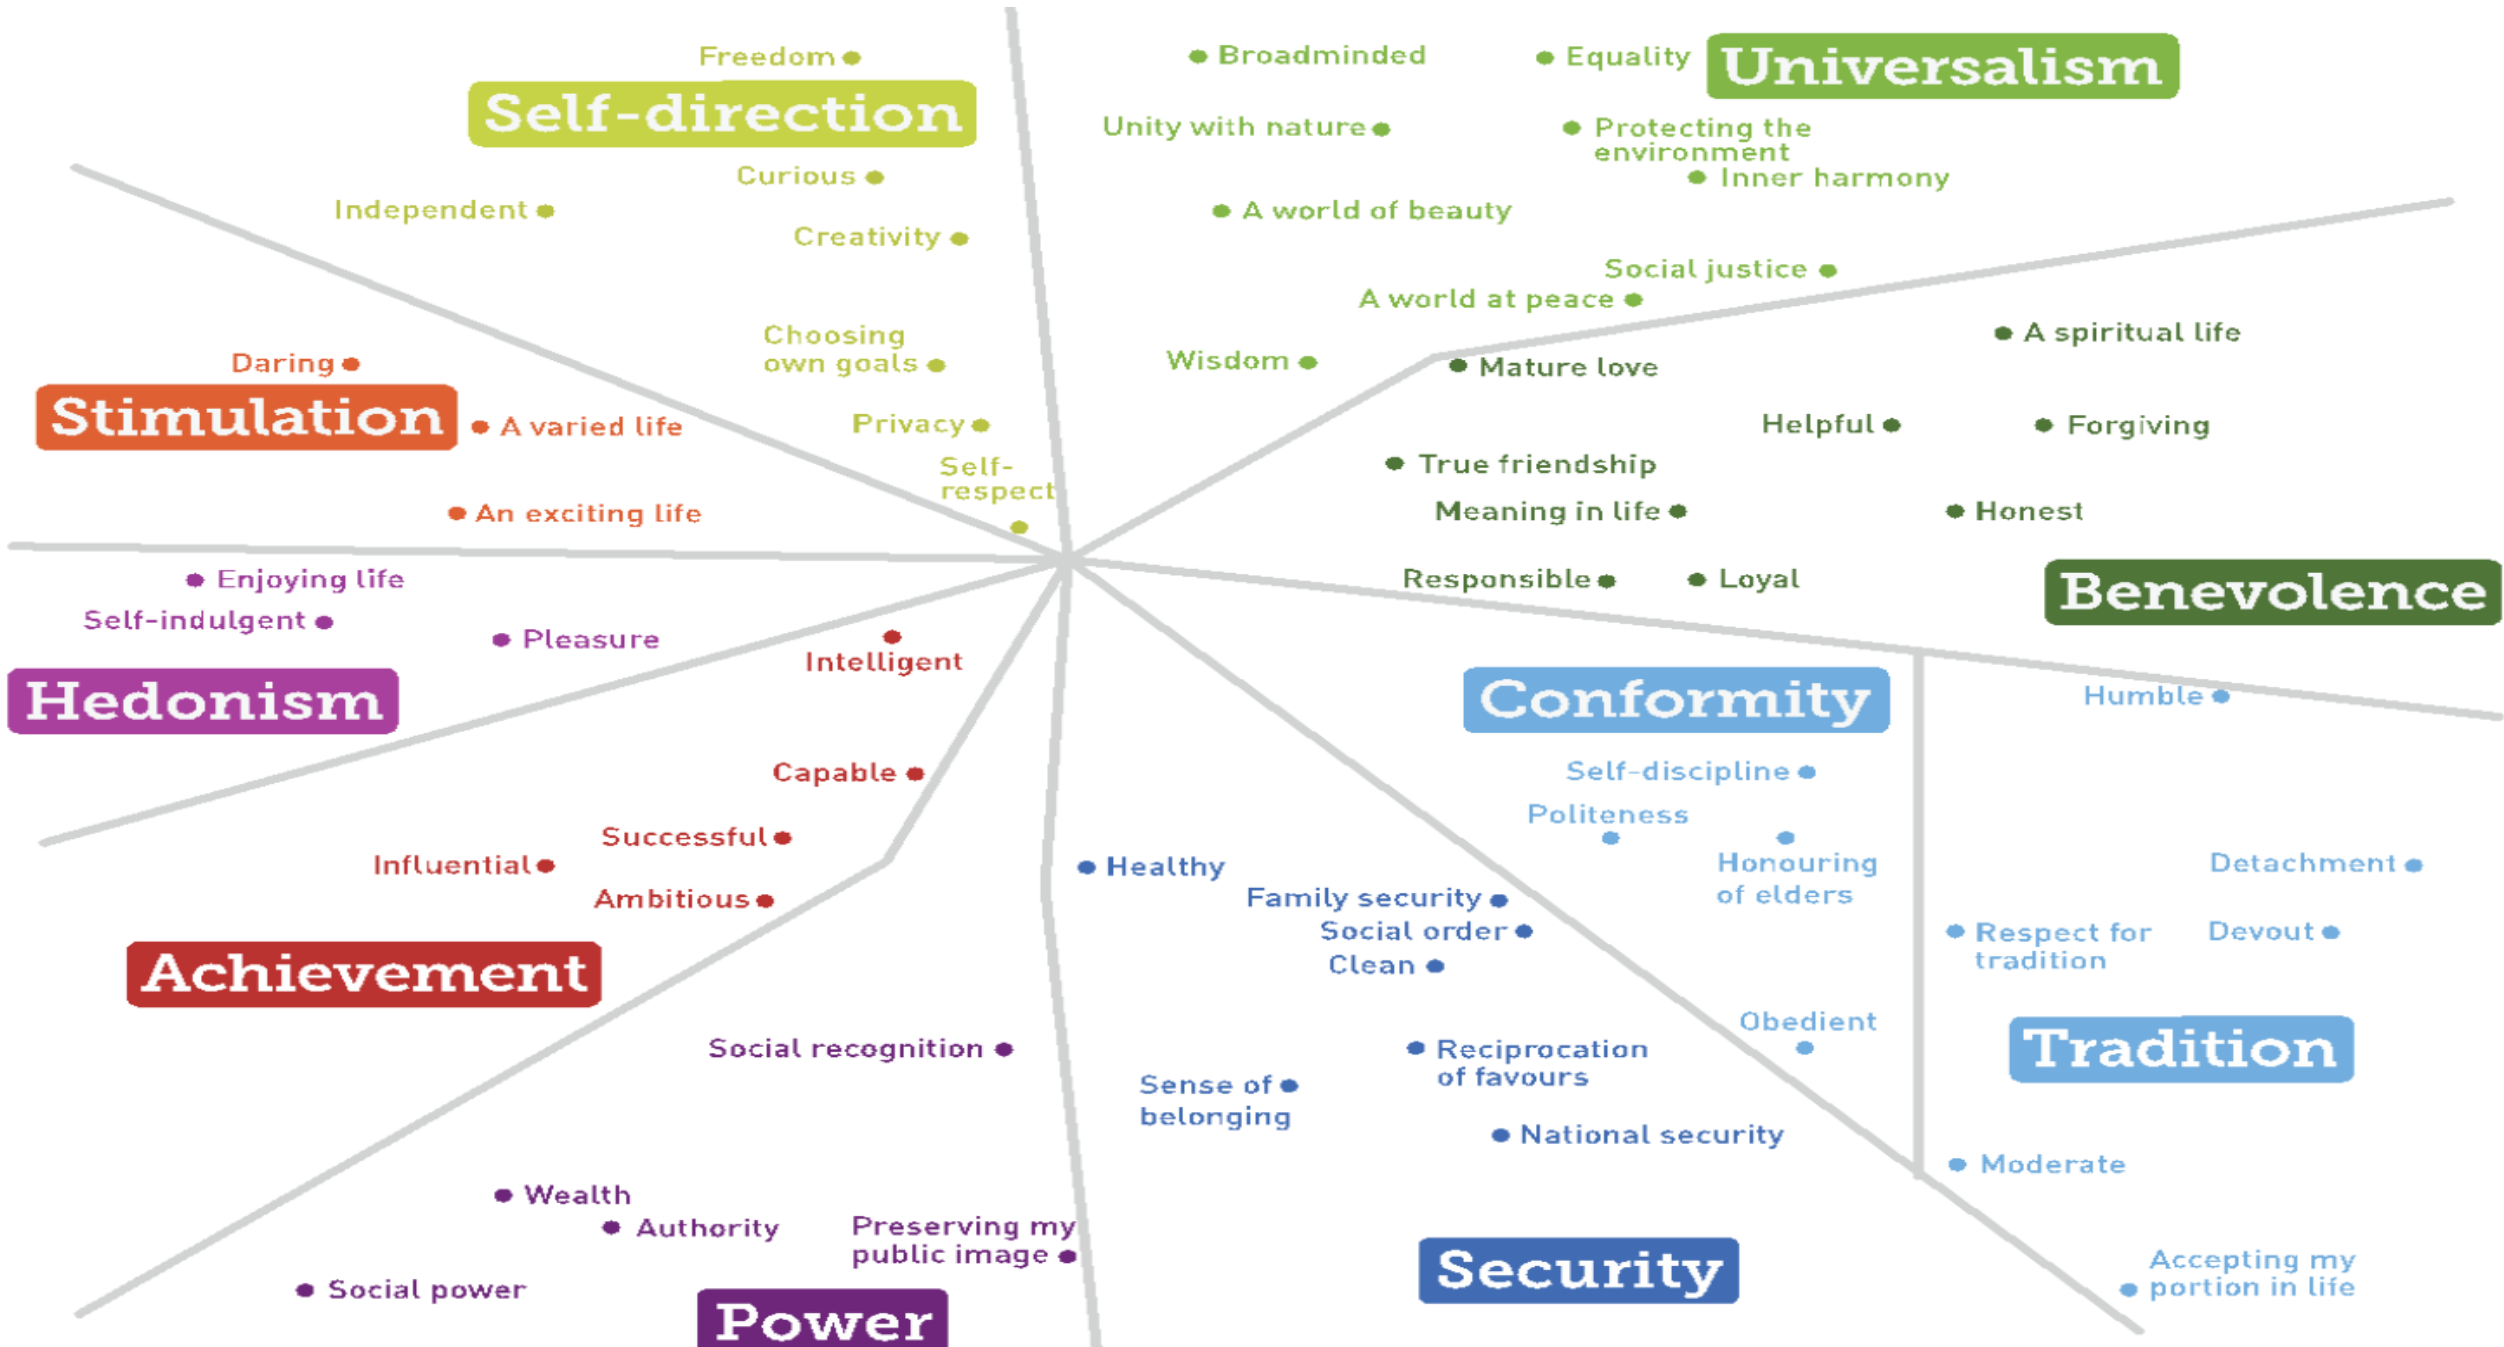 Freedom
Self-direction
Curious
Independent
Creativity
Choosing
own goals
Privacy
Self-
respect
Broadminded
Equality
Universalism
Unity with nature
Protecting the
environment
Inner harmony
A world of beauty
Social justice
A world at peace
Wisdom
Daring
Stimulation
A varied life
An exciting life
A spiritual life
Mature love
Helpful
Forgiving
True friendship
Meaning in life
Honest
Responsible
Loyal
Benevolence
Enjoying life
Self-indulgent
Pleasure
Hedonism
Intelligent
Capable
Successful
Influential
Ambitious
Achievement
Conformity
Self-discipline
Politeness
Honouring
of elders
Obedient
Humble
Detachment
Respect for
tradition
Devout
Tradition
Moderate
Accepting my
portion in life
Healthy
Family security
Social order
Clean
Reciprocation
of favours
Sense of
belonging
National security
Security
Social recognition
Wealth
Authority
Preserving my
public image
Social power
Power